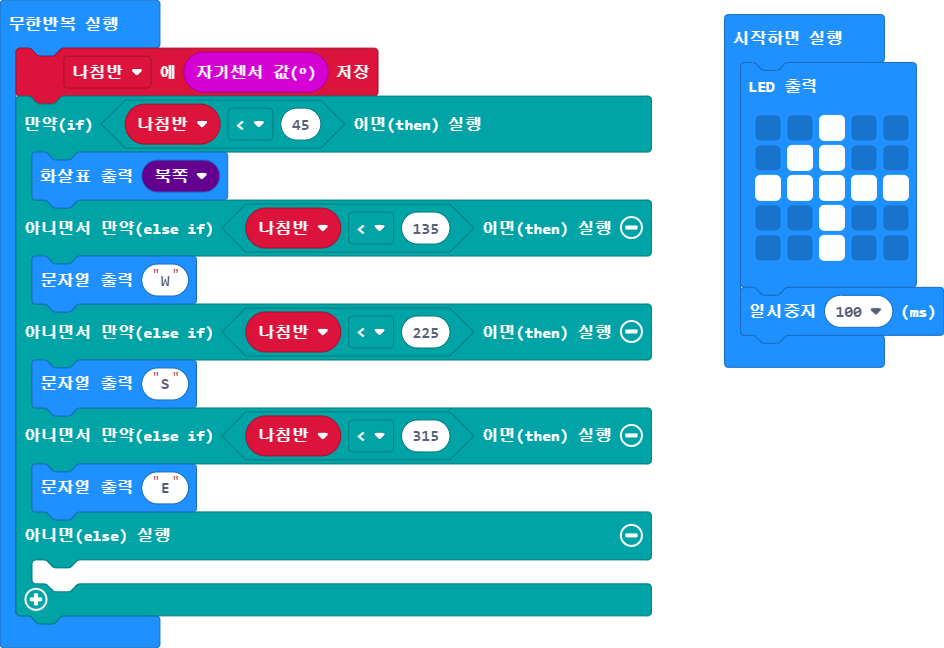 무한반복 실행
나침반 에 자기센서 값(º) 저장
만약(if) 나침반 < 45 이면(then) 실행
화살표 출력 북쪽
아니면서 만약(else if) 나침반 < 135 이면(then) 실행
문자열 출력 "W"
아니면서 만약(else if) 나침반 < 225 이면(then) 실행
문자열 출력 "S"
아니면서 만약(else if) 나침반 < 315 이면(then) 실행
문자열 출력 "E"
아니면(else) 실행
시작하면 실행
LED 출력
일시중지 100 (ms)